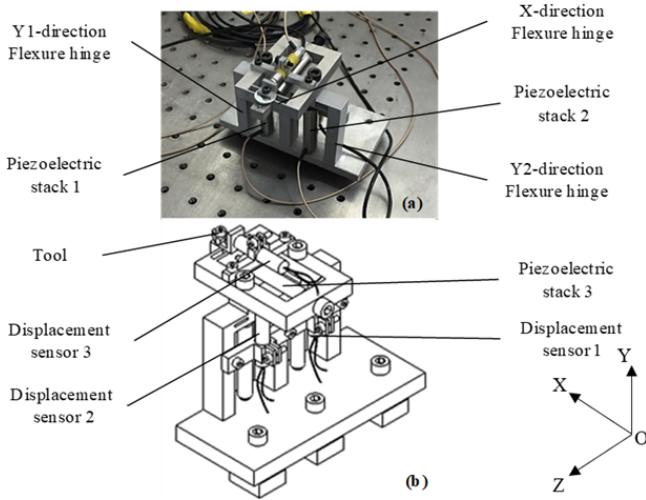 Y1-direction
Flexure hinge
X-direction
Flexure hinge
Piezoelectric
stack 2
Piezoelectric
stack 1
Y2-direction
Flexure hinge
(a)
Tool
Piezoelectric
stack 3
Displacement
sensor 3
Displacement
sensor 1
Displacement
sensor 2
Y
X
O
Z
(b)